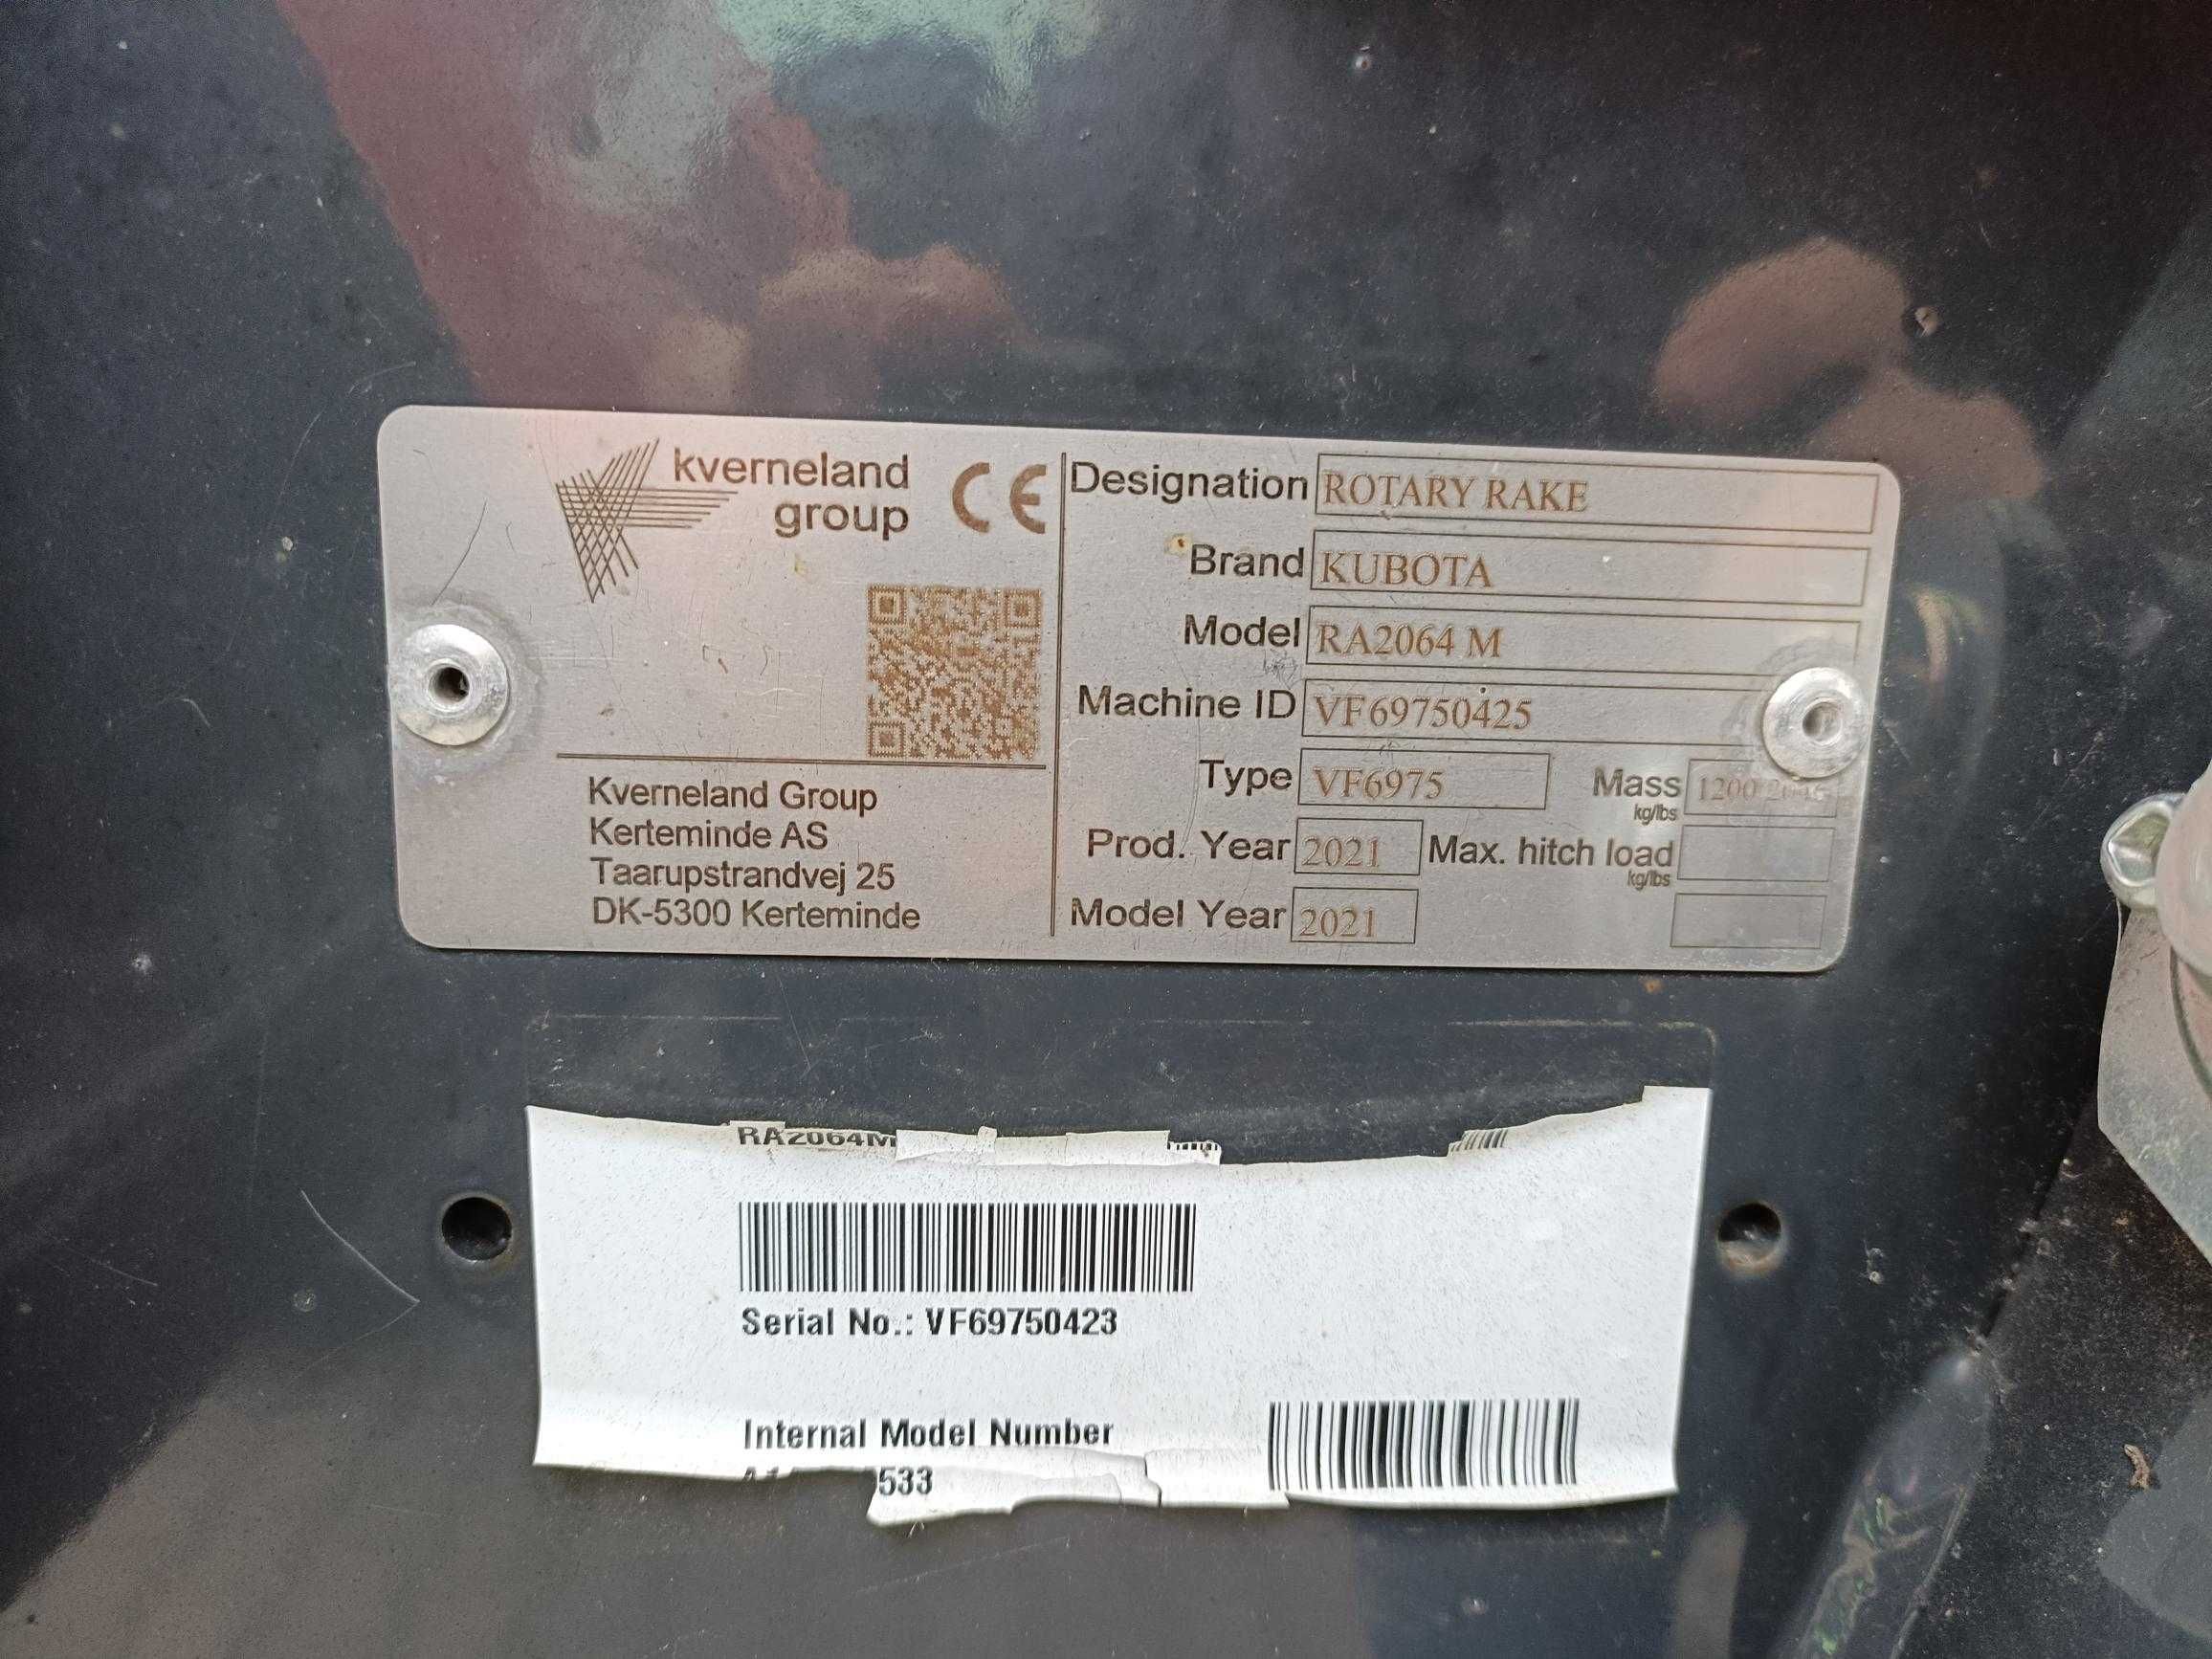 kverneland
group
CE
Kverneland Group
Kerteminde AS
Taarupstrandvej 25
DK-5300 Kerteminde
Designation ROTARY RAKE
Brand KUBOTA
Model RA2064 M
Machine ID VF69750425
Type VF6975 Mass kg/lbs 1200/2646
Prod. Year 2021 Max. hitch load kg/lbs
Model Year 2021
RA2064M
Serial No.: VF69750423
Internal Model Number
533